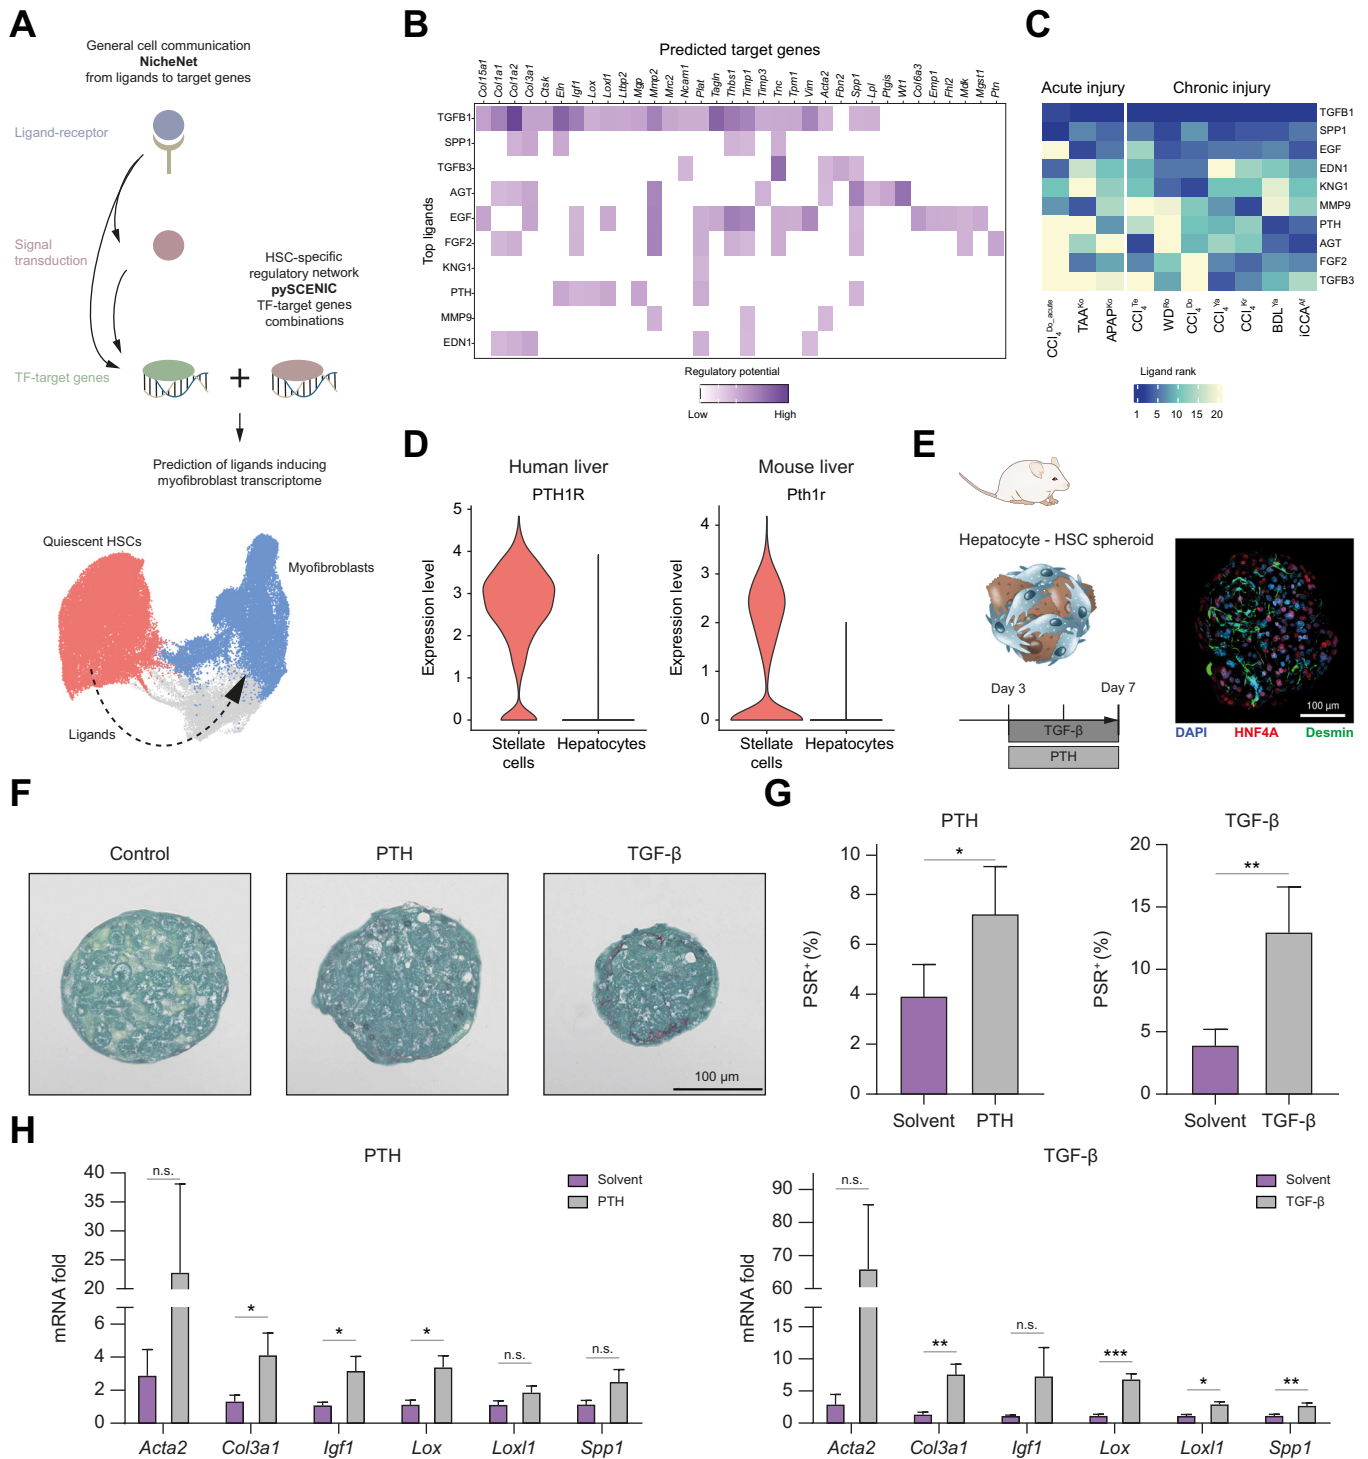 A
General cell communication
NicheNet
from ligands to target genes
Ligand-receptor
Signal
transduction
HSC-specific
regulatory network
pySCENIC
TF-target genes
combinations
TF-target genes
+
Prediction of ligands inducing
myofibroblast transcriptome
Quiescent HSCs
Myofibroblasts
Ligands
B
Predicted target genes
Col15a1
Col1a1
Col1a2
Col3a1
Ctsk
Eln
Igf1
Lox
Loxl1
Ltbp2
Mgp
Mmp2
Mrc2
Ncam1
Plat
Tagln
Thbs1
Timp1
Timp3
Tnc
Tpm1
Vim
Acta2
Fbn2
Spp1
Lpl
Ptgis
Wt1
Col6a3
Emp1
Fhl2
Mdk
Mgst1
Ptn
Top ligands
TGFB1
SPP1
TGFB3
AGT
EGF
FGF2
KNG1
PTH
MMP9
EDN1
Regulatory potential
Low High
C
Acute injury Chronic injury
TGFB1
SPP1
EGF
EDN1
KNG1
MMP9
PTH
AGT
FGF2
TGFB3
CCl4Do_acute
TAAKo
APAPKo
CCl4Te
WDRo
CCl4Do
CCl4Ya
CCl4Kr
BDLYa
iCCAAf
Ligand rank
1 5 10 15 20
D
Human liver
PTH1R
Expression level
5
4
3
2
1
0
Stellate
cells
Hepatocytes
Mouse liver
Pth1r
Expression level
4
3
2
1
0
Stellate
cells
Hepatocytes
E
Hepatocyte - HSC spheroid
Day 3 Day 7
TGF-β
PTH
100 µm
DAPI HNF4A Desmin
F
Control PTH TGF-β
100 µm
G
PTH
PSR+ (%)
10
8
6
4
2
0
*
Solvent PTH
TGF-β
PSR+ (%)
20
15
10
5
0
**
Solvent TGF-β
H
PTH
mRNA fold
40
35
30
25
20
6
4
2
0
n.s.
*
*
*
n.s.
n.s.
Solvent
PTH
Acta2 Col3a1 Igf1 Lox Loxl1 Spp1
TGF-β
mRNA fold
90
80
70
60
15
10
5
0
n.s.
**
n.s.
***
*
**
Solvent
TGF-β
Acta2 Col3a1 Igf1 Lox Loxl1 Spp1